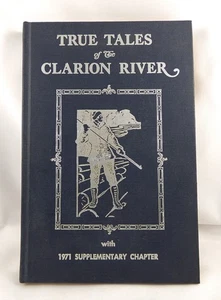 TRUE TALES
of The
CLARION RIVER
with
1971 SUPPLEMENTARY CHAPTER